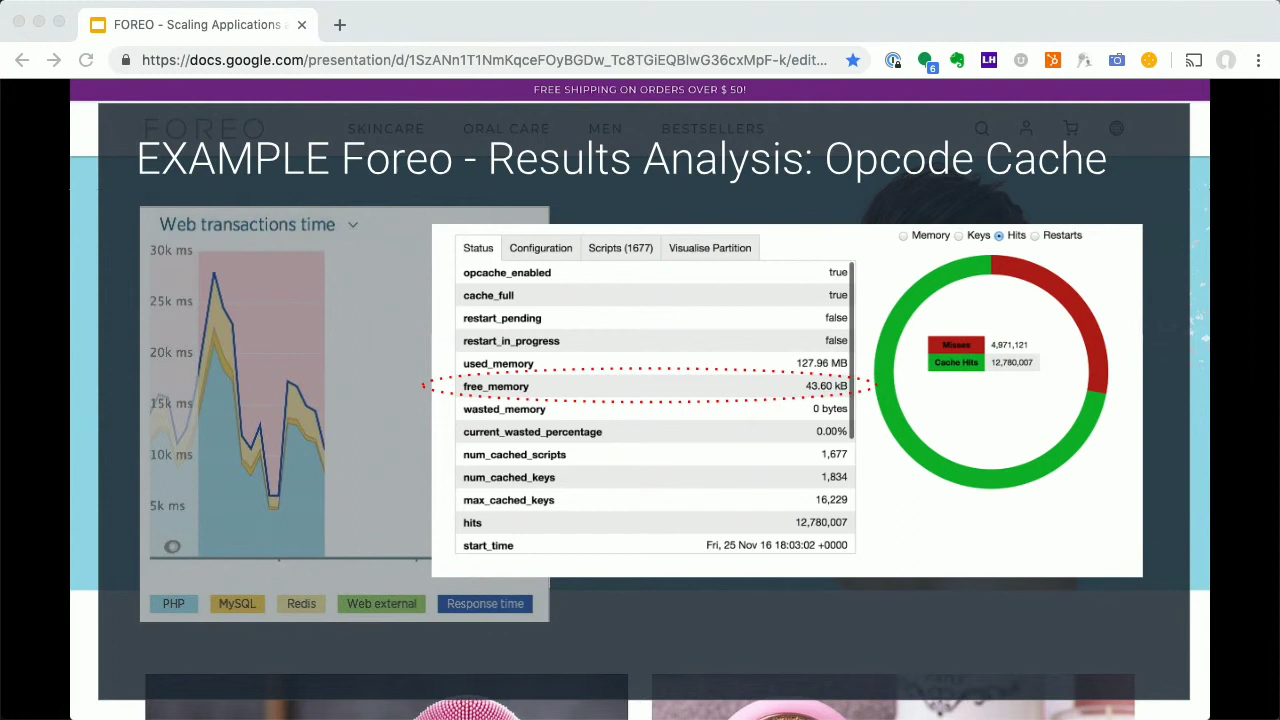 FOREO - Scaling Applications
https://docs.google.com/presentation/d/1SzANn1T1NmKqceFOyBGDw_Tc8TGiEQBlwG36cxMpF-k/edit...
6
LH
FREE SHIPPING ON ORDERS OVER $ 50!
FOREO SKINCARE ORAL CARE MEN BESTSELLERS
EXAMPLE Foreo - Results Analysis: Opcode Cache
Web transactions time
30k ms
25k ms
20k ms
15k ms
10k ms
5k ms
PHP MySQL Redis Web external Response time
Status Configuration Scripts (1677) Visualise Partition
opcache_enabled true
cache_full true
restart_pending false
restart_in_progress false
used_memory 127.96 MB
free_memory 43.60 kB
wasted_memory 0 bytes
current_wasted_percentage 0.00%
num_cached_scripts 1,677
num_cached_keys 1,834
max_cached_keys 16,229
hits 12,780,007
start_time Fri, 25 Nov 16 18:03:02 +0000
Memory Keys Hits Restarts
Misses 4,971,121
Cache Hits 12,780,007